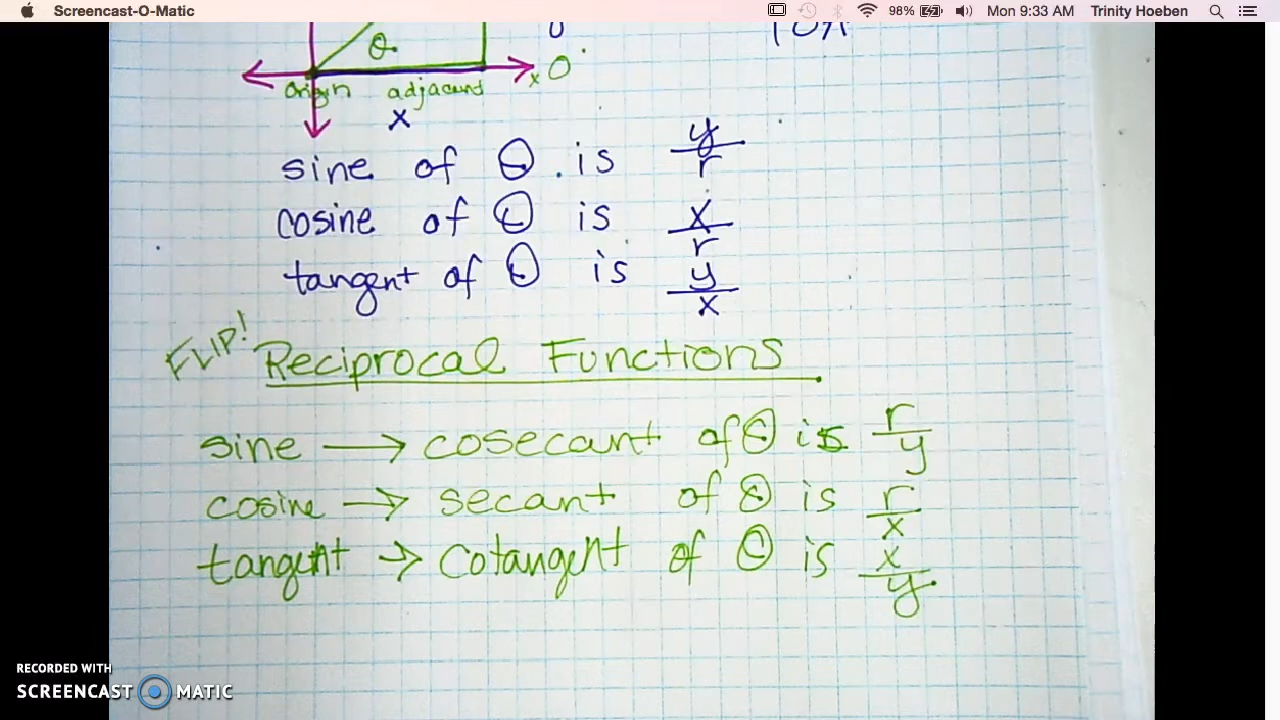 Screencast-O-Matic 98% Mon 9:33 AM Trinity Hoeben
θ
x
origin adjacent
x
sine of θ is y/r
cosine of θ is x/r
tangent of θ is y/x
FLIP! Reciprocal Functions
sine → cosecant of θ is r/y
cosine → secant of θ is r/x
tangent → cotangent of θ is x/y
RECORDED WITH
SCREENCAST MATIC